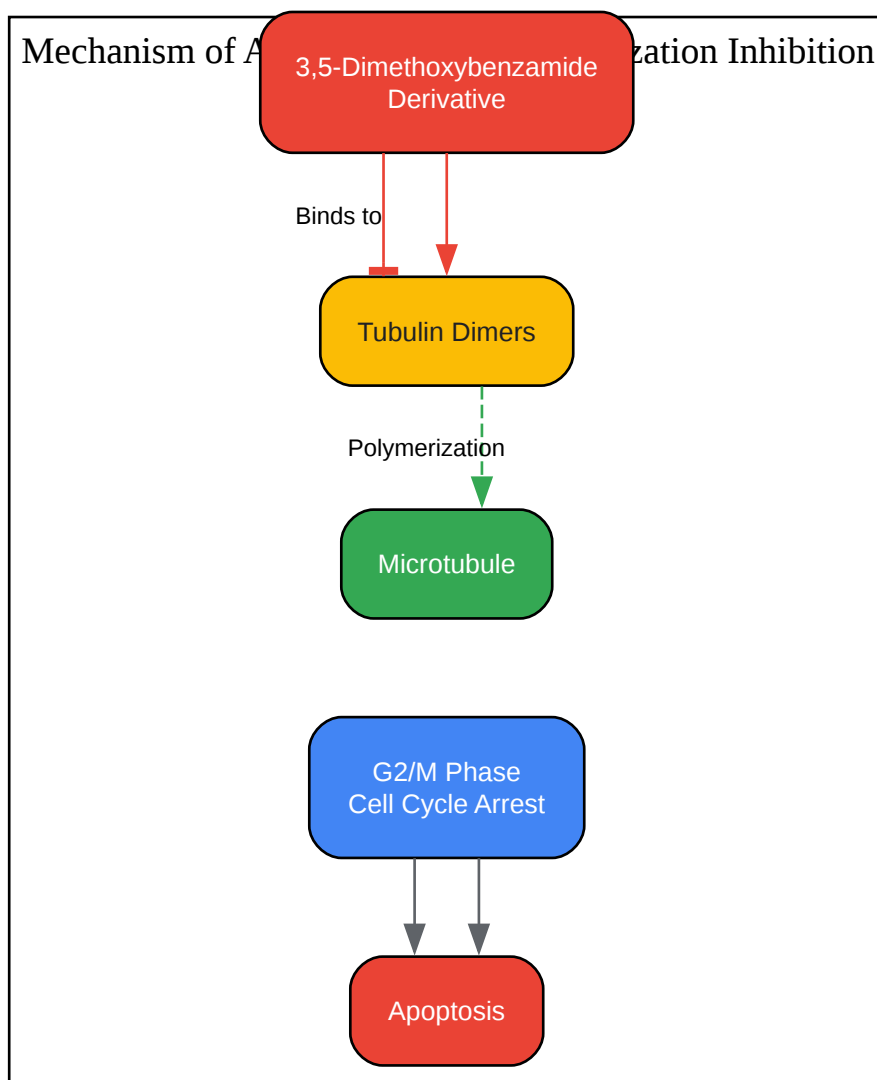 Mechanism of A zation Inhibition
3,5-Dimethoxybenzamide
Derivative
Binds to
Tubulin Dimers
Polymerization
Microtubule
G2/M Phase
Cell Cycle Arrest
Apoptosis